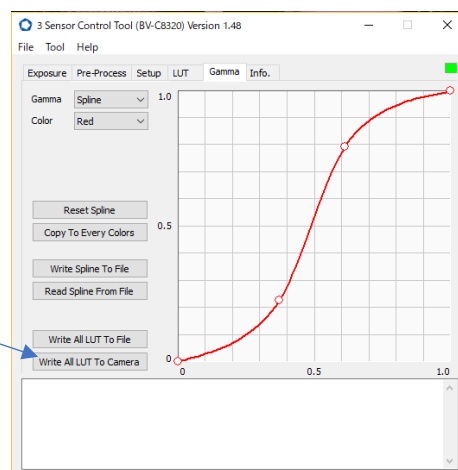 3 Sensor Control Tool (BV-C8320) Version 1.48
File Tool Help
Exposure Pre-Process Setup LUT Gamma Info.
Gamma Spline
Color Red
Reset Spline
Copy To Every Colors
Write Spline To File
Read Spline From File
Write All LUT To File
Write All LUT To Camera
1.0
0.5
0
0 0.5 1.0